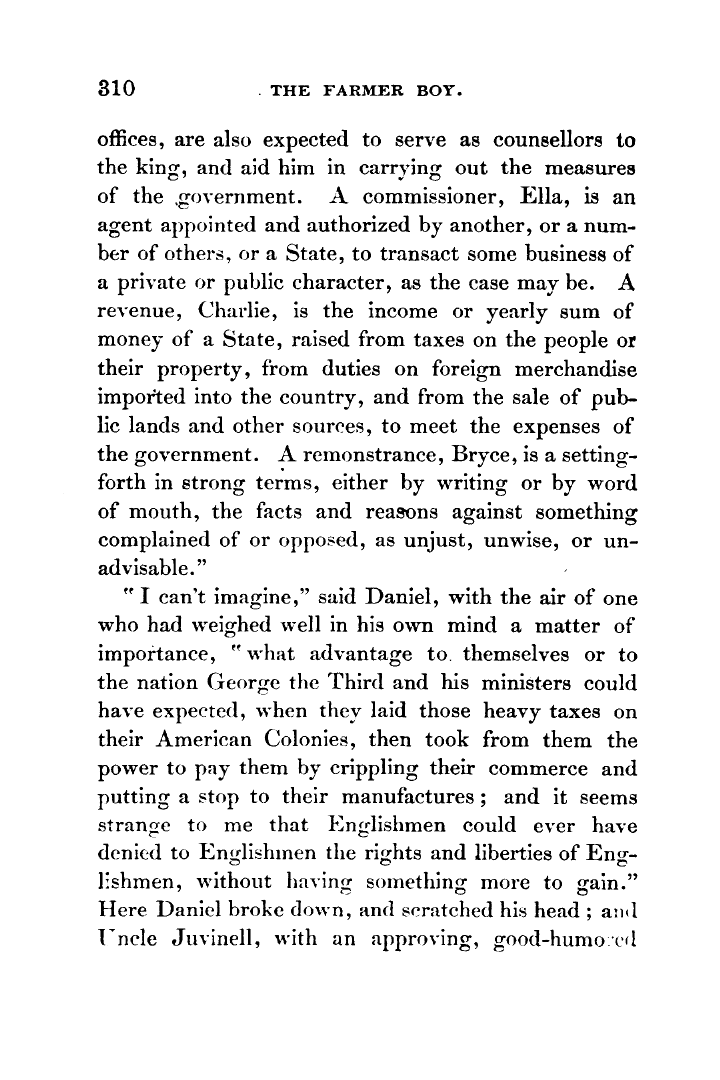 310 THE FARMER BOY.
offices, are also expected to serve as counsellors to
the king, and aid him in carrying out the measures
of the government. A commissioner, Ella, is an
agent appointed and authorized by another, or a num-
ber of others, or a State, to transact some business of
a private or public character, as the case may be. A
revenue, Charlie, is the income or yearly sum of
money of a State, raised from taxes on the people or
their property, from duties on foreign merchandise
imported into the country, and from the sale of pub-
lic lands and other sources, to meet the expenses of
the government. A remonstrance, Bryce, is a setting-
forth in strong terms, either by writing or by word
of mouth, the facts and reasons against something
complained of or opposed, as unjust, unwise, or un-
advisable."
"I can't imagine," said Daniel, with the air of one
who had weighed well in his own mind a matter of
importance, "what advantage to themselves or to
the nation George the Third and his ministers could
have expected, when they laid those heavy taxes on
their American Colonies, then took from them the
power to pay them by crippling their commerce and
putting a stop to their manufactures; and it seems
strange to me that Englishmen could ever have
denied to Englishmen the rights and liberties of Eng-
lishmen, without having something more to gain."
Here Daniel broke down, and scratched his head; and
Uncle Juvinell, with an approving, good-humored